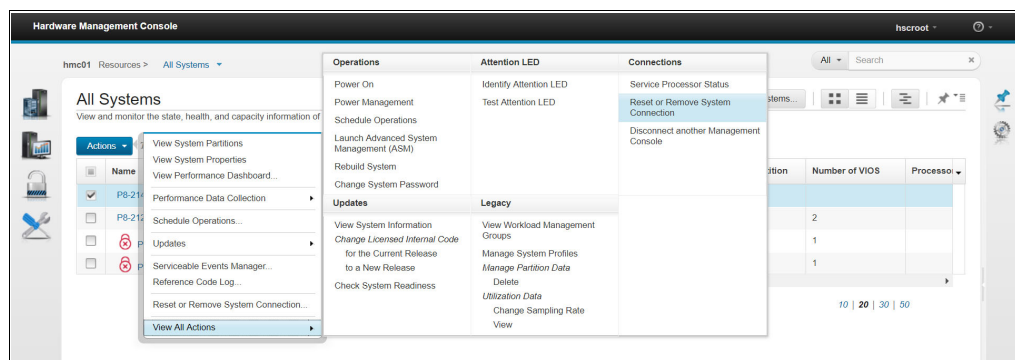 Hardware Management Console
hscroot
hmc01 Resources > All Systems
All
Search
All Systems
View and monitor the state, health, and capacity information of
Actions
Name
P8-214
P8-212
P
P
View System Partitions
View System Properties
View Performance Dashboard...
Performance Data Collection
Schedule Operations...
Updates
Serviceable Events Manager...
Reference Code Log...
Reset or Remove System Connection...
View All Actions
Operations
Power On
Power Management
Schedule Operations
Launch Advanced System
Management (ASM)
Rebuild System
Change System Password
Attention LED
Identify Attention LED
Test Attention LED
Connections
Service Processor Status
Reset or Remove System
Connection
Disconnect another Management
Console
Updates
View System Information
Change Licensed Internal Code
for the Current Release
to a New Release
Check System Readiness
Legacy
View Workload Management
Groups
Manage System Profiles
Manage Partition Data
Delete
Utilization Data
Change Sampling Rate
View
stems...
ition
Number of VIOS
Processor
2
1
1
10 | 20 | 30 | 50